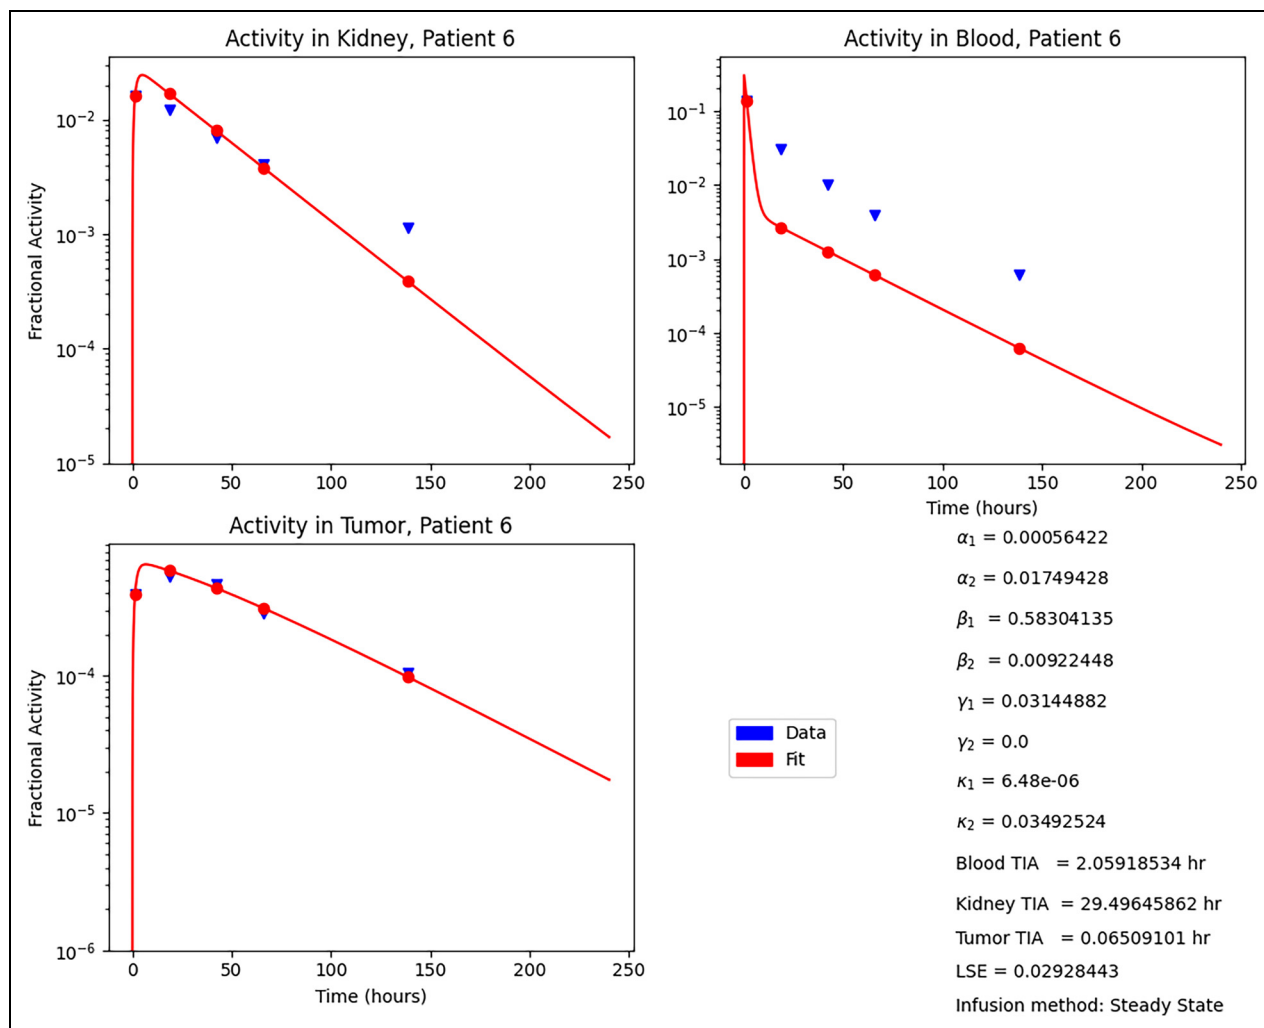 Activity in Kidney, Patient 6
Fractional Activity
10⁻²
10⁻³
10⁻⁴
10⁻⁵
0 50 100 150 200 250
Activity in Blood, Patient 6
10⁻¹
10⁻²
10⁻³
10⁻⁴
10⁻⁵
0 50 100 150 200 250
Time (hours)
Activity in Tumor, Patient 6
Fractional Activity
10⁻⁴
10⁻⁵
10⁻⁶
0 50 100 150 200 250
Time (hours)
Data
Fit
α₁ = 0.00056422
α₂ = 0.01749428
β₁ = 0.58304135
β₂ = 0.00922448
γ₁ = 0.03144882
γ₂ = 0.0
κ₁ = 6.48e-06
κ₂ = 0.03492524
Blood TIA = 2.05918534 hr
Kidney TIA = 29.49645862 hr
Tumor TIA = 0.06509101 hr
LSE = 0.02928443
Infusion method: Steady State